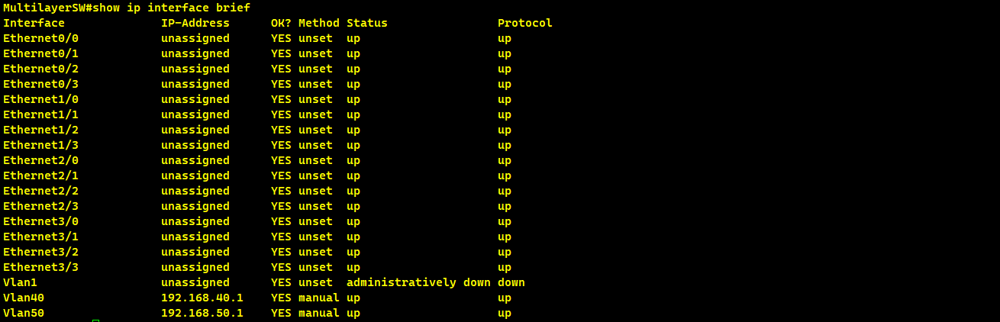 MultilayerSW#show ip interface brief
Interface              IP-Address      OK? Method Status                Protocol
Ethernet0/0            unassigned      YES unset  up                    up
Ethernet0/1            unassigned      YES unset  up                    up
Ethernet0/2            unassigned      YES unset  up                    up
Ethernet0/3            unassigned      YES unset  up                    up
Ethernet1/0            unassigned      YES unset  up                    up
Ethernet1/1            unassigned      YES unset  up                    up
Ethernet1/2            unassigned      YES unset  up                    up
Ethernet1/3            unassigned      YES unset  up                    up
Ethernet2/0            unassigned      YES unset  up                    up
Ethernet2/1            unassigned      YES unset  up                    up
Ethernet2/2            unassigned      YES unset  up                    up
Ethernet2/3            unassigned      YES unset  up                    up
Ethernet3/0            unassigned      YES unset  up                    up
Ethernet3/1            unassigned      YES unset  up                    up
Ethernet3/2            unassigned      YES unset  up                    up
Ethernet3/3            unassigned      YES unset  up                    up
Vlan1                  unassigned      YES unset  administratively down down
Vlan40                 192.168.40.1    YES manual up                    up
Vlan50                 192.168.50.1    YES manual up                    up